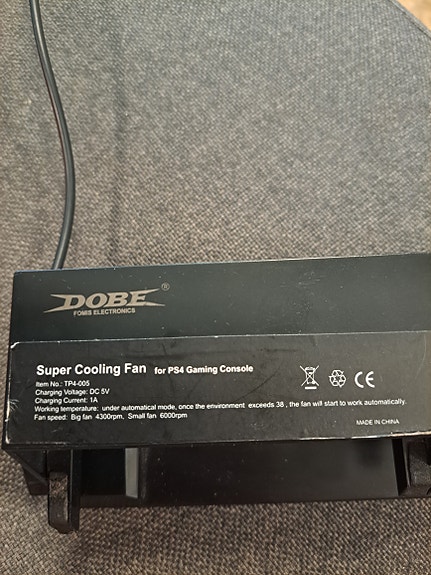 DOBE ®
FOMIS ELECTRONICS
Super Cooling Fan for PS4 Gaming Console
Item No.: TP4-005
Charging Voltage: DC 5V
Charging Current: 1A
Working temperature: under automatical mode, once the environment exceeds 38 , the fan will start to work automatically.
Fan speed: Big fan 4300rpm, Small fan 6000rpm
CE
MADE IN CHINA